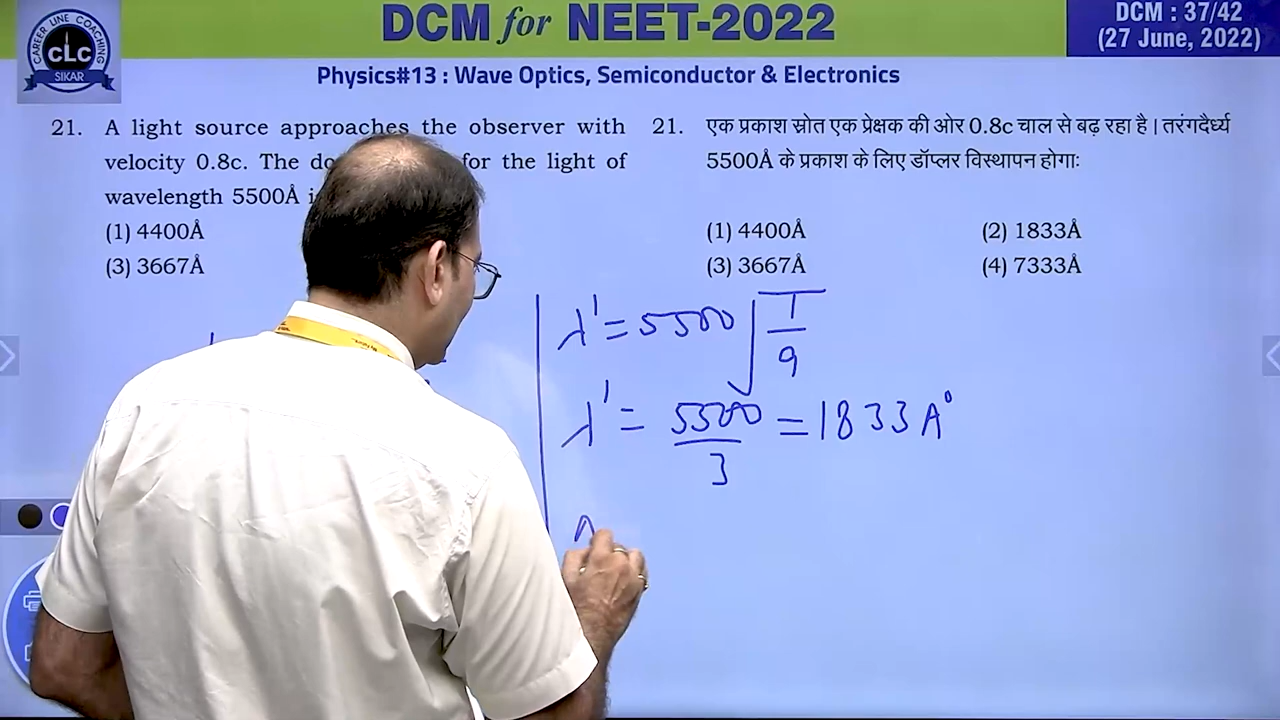 CAREER LINE COACHING
CLC
SIKAR
DCM for NEET-2022
DCM : 37/42
(27 June, 2022)
Physics#13 : Wave Optics, Semiconductor & Electronics
21. A light source approaches the observer with
velocity 0.8c. The for the light of
wavelength 5500Å
(1) 4400Å
(3) 3667Å
21. एक प्रकाश स्रोत एक प्रेक्षक की ओर 0.8c चाल से बढ़ रहा है। तरंगदैर्ध्य
5500Å के प्रकाश के लिए डॉप्लर विस्थापन होगाः
(1) 4400Å (2) 1833Å
(3) 3667Å (4) 7333Å
λ' = 5500 √(1/9)
λ' = 5500/3 = 1833 A°